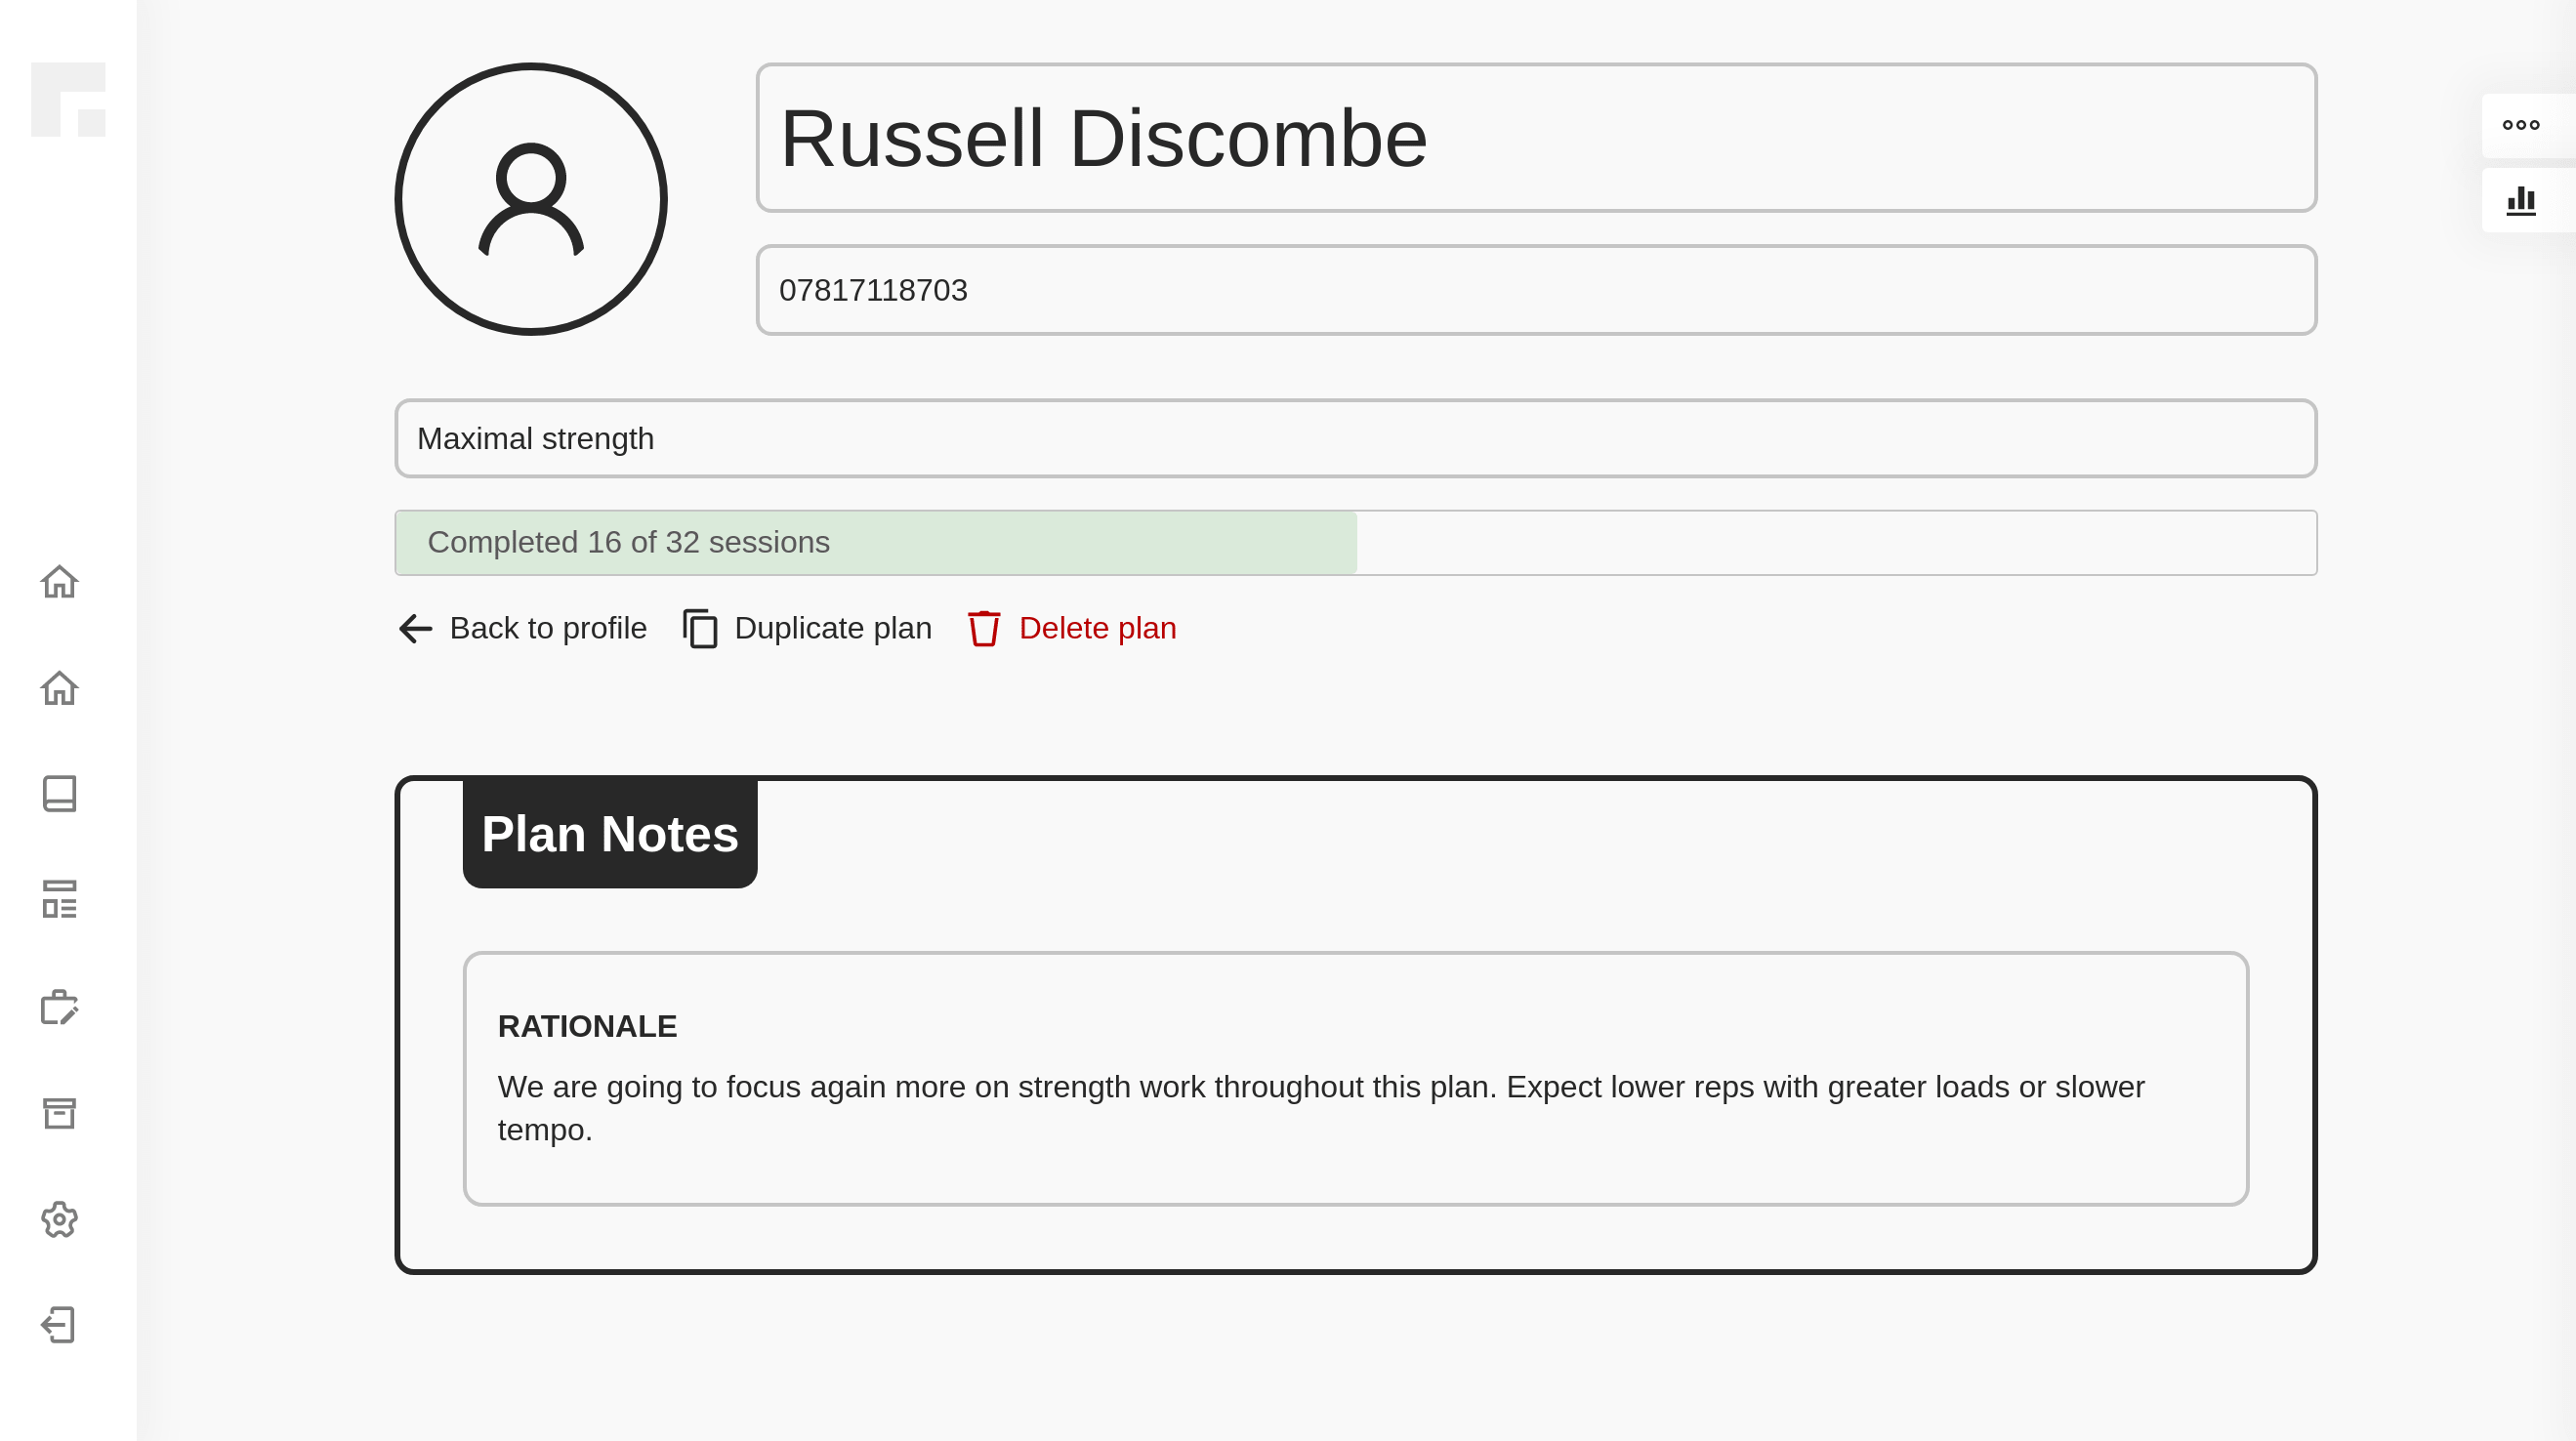 Russell Discombe
07817118703
Maximal strength
Completed 16 of 32 sessions
Back to profile Duplicate plan Delete plan
Plan Notes
RATIONALE
We are going to focus again more on strength work throughout this plan. Expect lower reps with greater loads or slower
tempo.